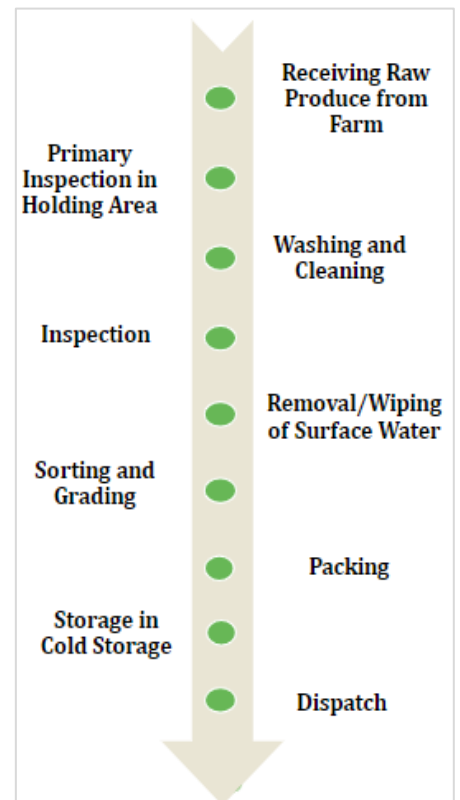 Receiving Raw
Produce from
Farm
Primary
Inspection in
Holding Area
Washing and
Cleaning
Inspection
Removal/Wiping
of Surface Water
Sorting and
Grading
Packing
Storage in
Cold Storage
Dispatch